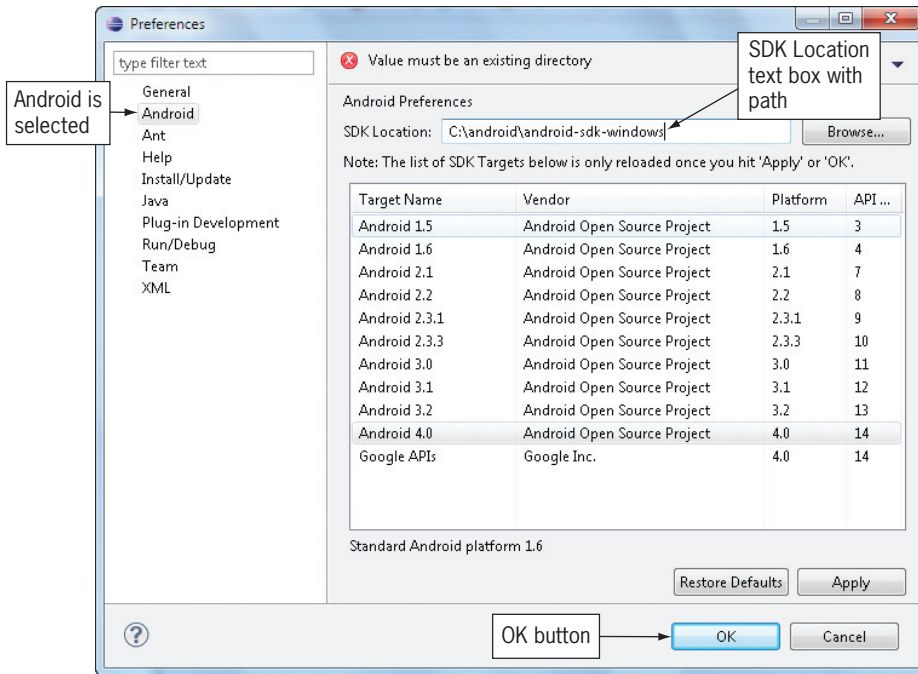 Preferences
type filter text
General
Android
Ant
Help
Install/Update
Java
Plug-in Development
Run/Debug
Team
XML
Android is
selected
Value must be an existing directory
SDK Location
text box with
path
Android Preferences
SDK Location: C:\android\android-sdk-windows Browse...
Note: The list of SDK Targets below is only reloaded once you hit 'Apply' or 'OK'.
Target Name Vendor Platform API ...
Android 1.5 Android Open Source Project 1.5 3
Android 1.6 Android Open Source Project 1.6 4
Android 2.1 Android Open Source Project 2.1 7
Android 2.2 Android Open Source Project 2.2 8
Android 2.3.1 Android Open Source Project 2.3.1 9
Android 2.3.3 Android Open Source Project 2.3.3 10
Android 3.0 Android Open Source Project 3.0 11
Android 3.1 Android Open Source Project 3.1 12
Android 3.2 Android Open Source Project 3.2 13
Android 4.0 Android Open Source Project 4.0 14
Google APIs Google Inc. 4.0 14
Standard Android platform 1.6
Restore Defaults Apply
OK button
OK Cancel